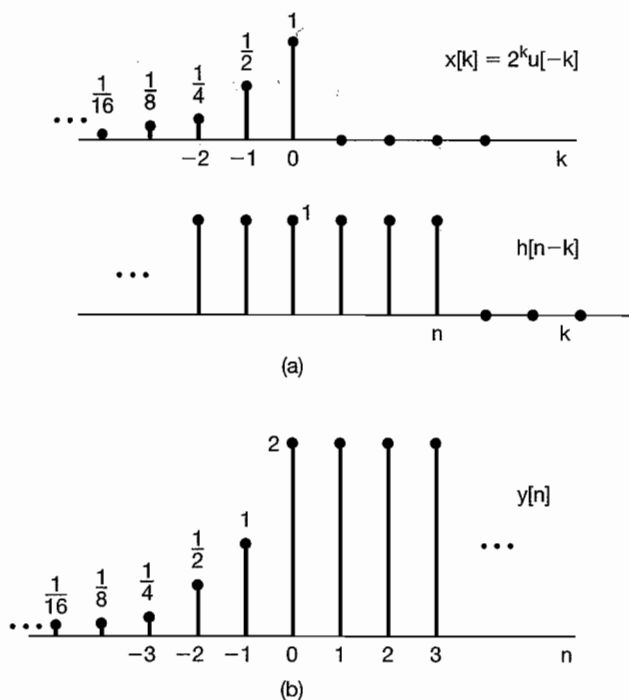 1
1/2
1/4
1/8
1/16
x[k] = 2^k u[−k]
−2 −1 0 k
1
h[n−k]
n k
(a)
2
y[n]
1
1/2
1/4
1/8
1/16
−3 −2 −1 0 1 2 3 n
(b)